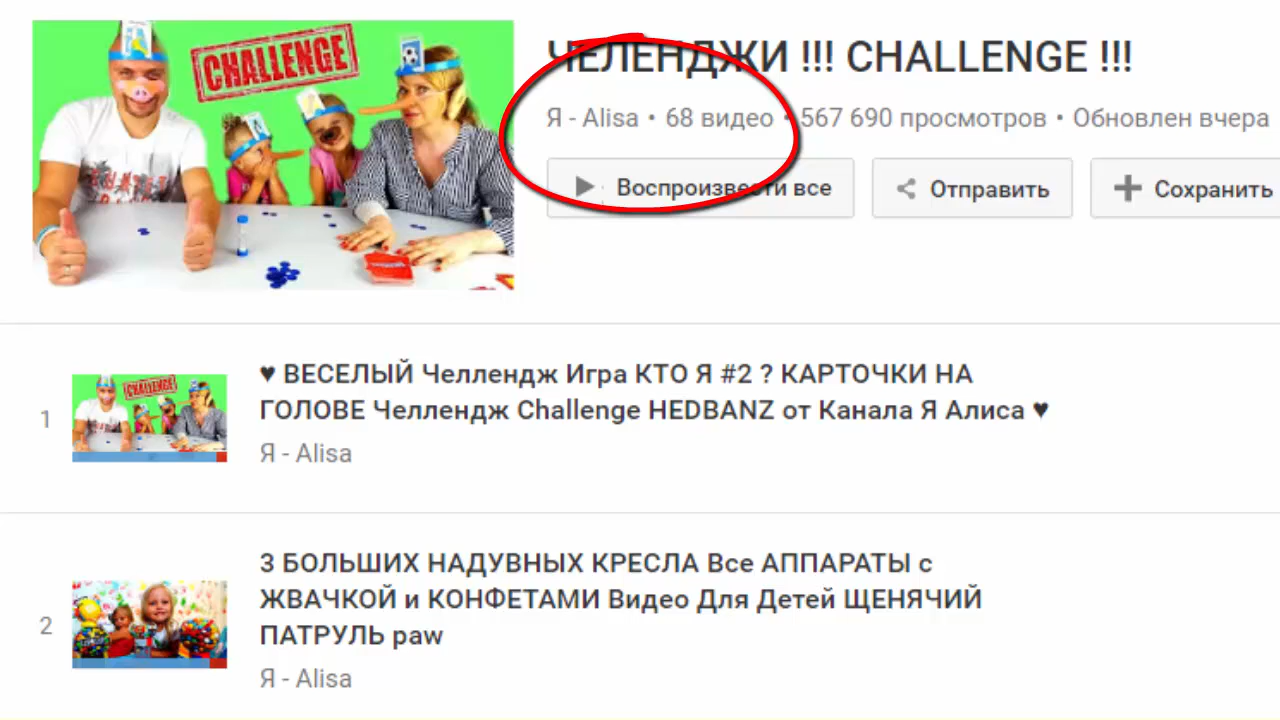 CHALLENGE
ЧЕЛЕНДЖИ !!! CHALLENGE !!!
Я - Alisa • 68 видео • 567 690 просмотров • Обновлен вчера
Воспроизвести все
Отправить
Сохранить
1
CHALLENGE
♥ ВЕСЕЛЫЙ Челлендж Игра КТО Я #2 ? КАРТОЧКИ НА
ГОЛОВЕ Челлендж Challenge HEDBANZ от Канала Я Алиса ♥
Я - Alisa
2
3 БОЛЬШИХ НАДУВНЫХ КРЕСЛА Все АППАРАТЫ с
ЖВАЧКОЙ и КОНФЕТАМИ Видео Для Детей ЩЕНЯЧИЙ
ПАТРУЛЬ paw
Я - Alisa